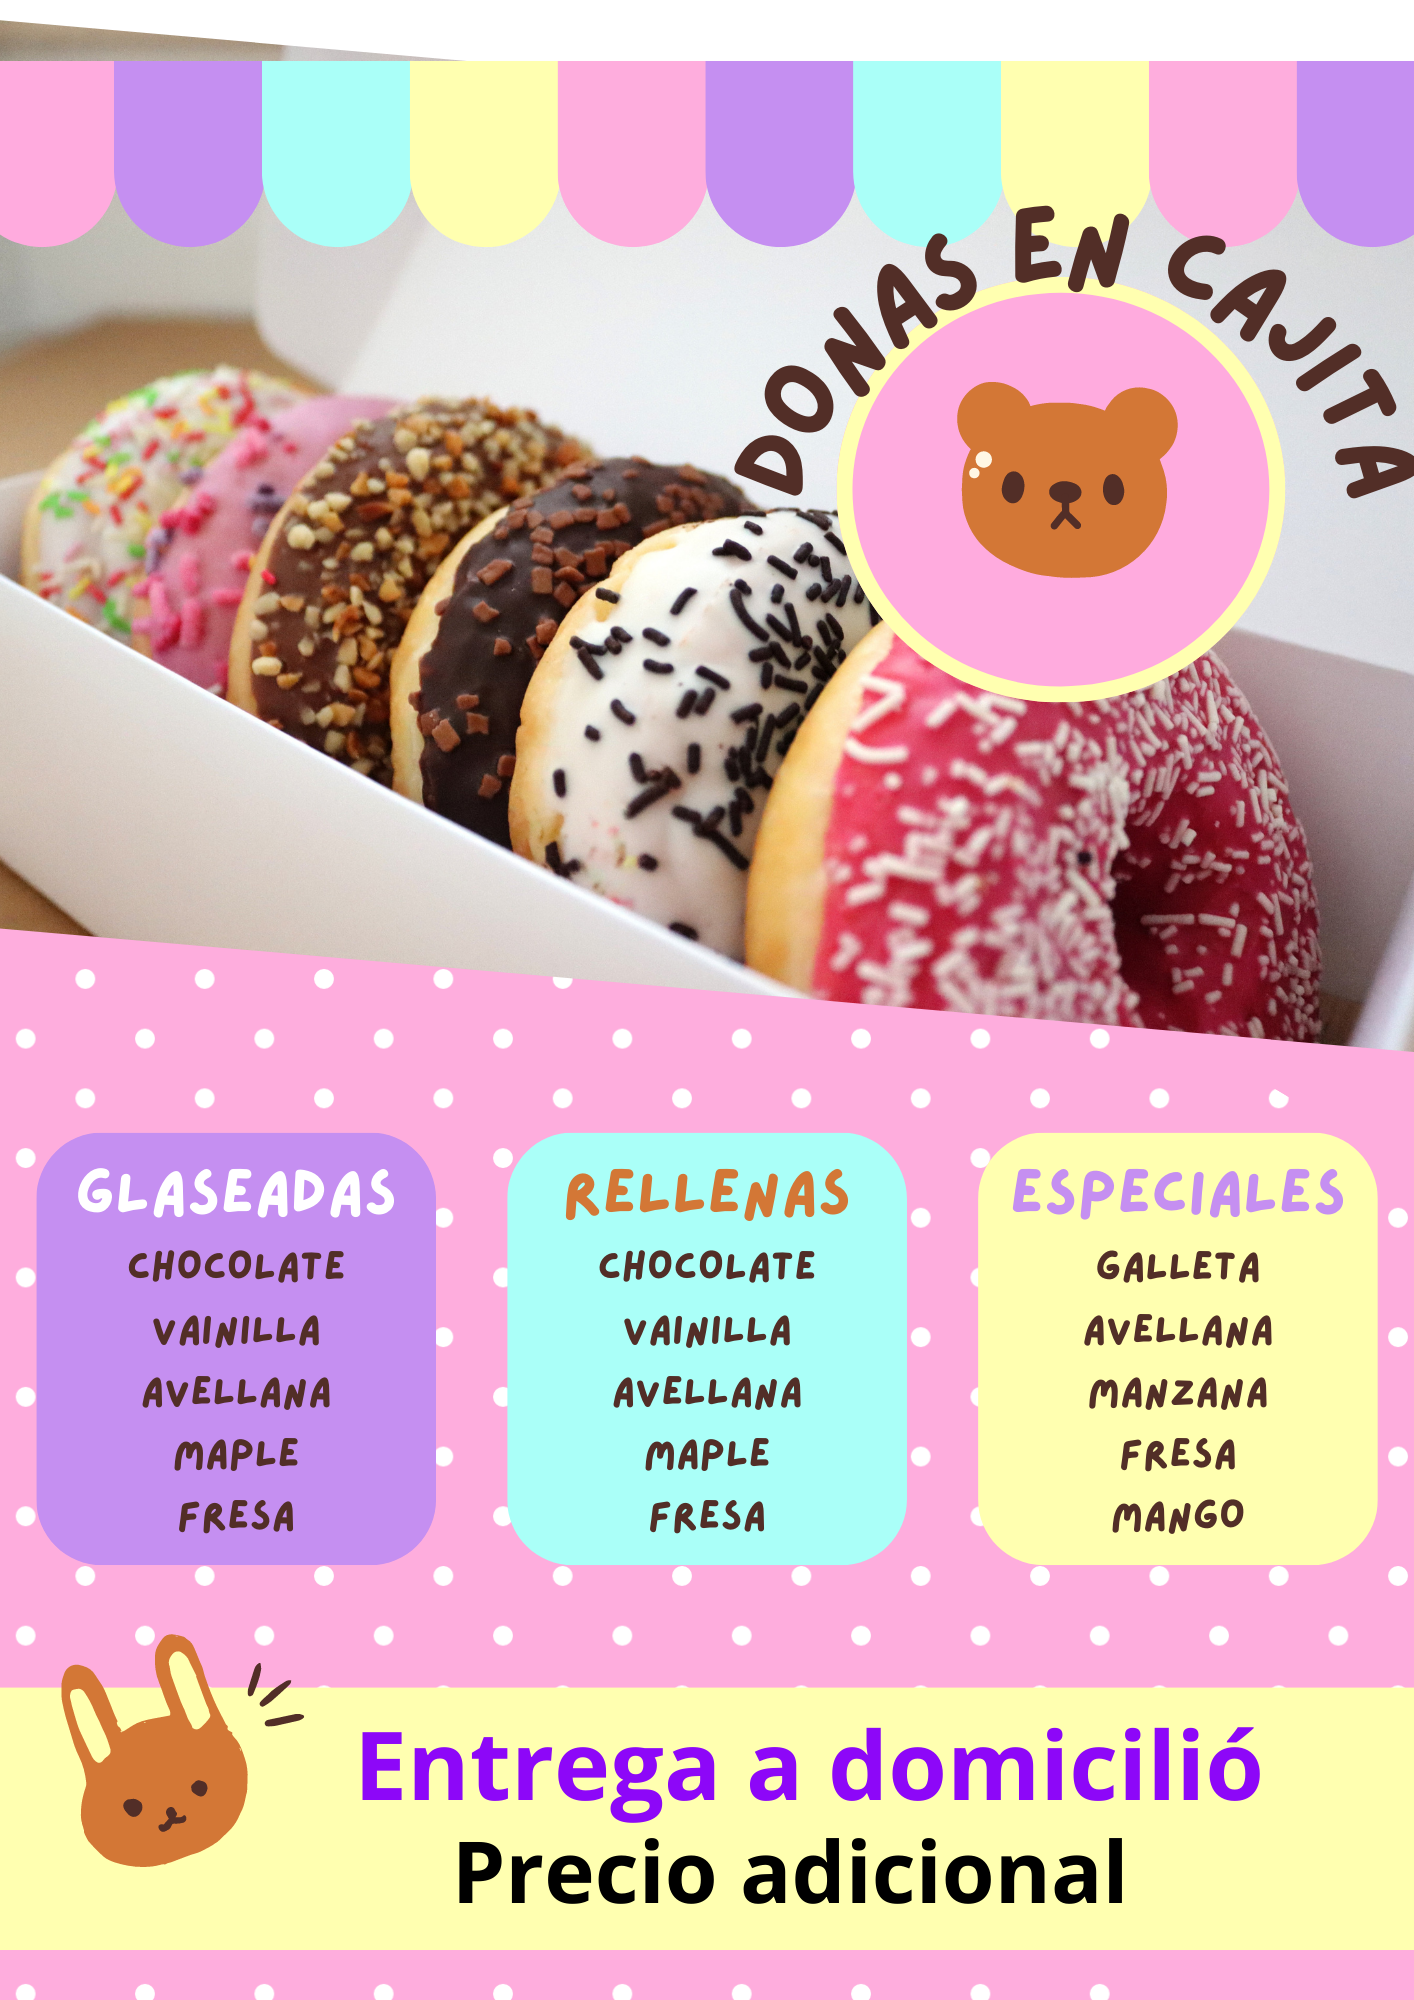 DONAS EN CAJITA
GLASEADAS
CHOCOLATE
VAINILLA
AVELLANA
MAPLE
FRESA
RELLENAS
CHOCOLATE
VAINILLA
AVELLANA
MAPLE
FRESA
ESPECIALES
GALLETA
AVELLANA
MANZANA
FRESA
MANGO
Entrega a domicilió
Precio adicional